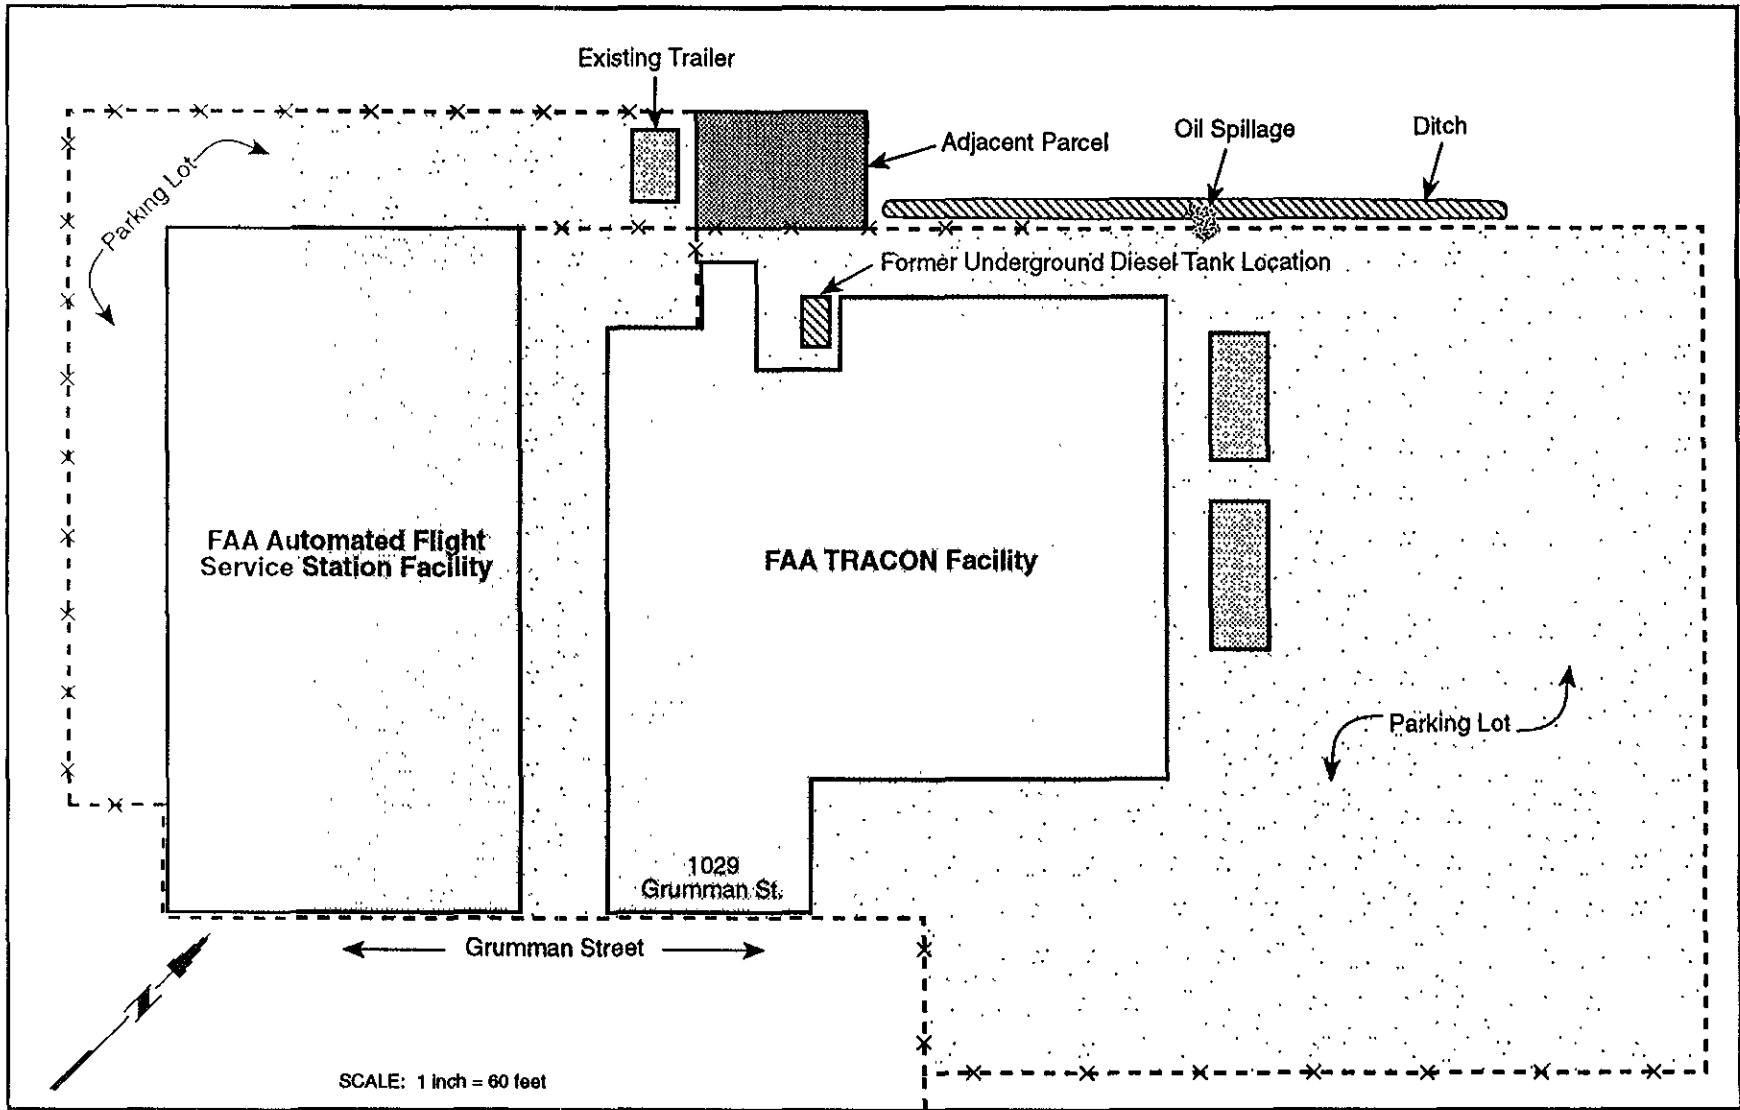 Existing Trailer
Adjacent Parcel
Oil Spillage
Ditch
Parking Lot
Former Underground Diesel Tank Location
FAA Automated Flight
Service Station Facility
FAA TRACON Facility
Parking Lot
1029
Grumman St.
Grumman Street
N
SCALE: 1 inch = 60 feet